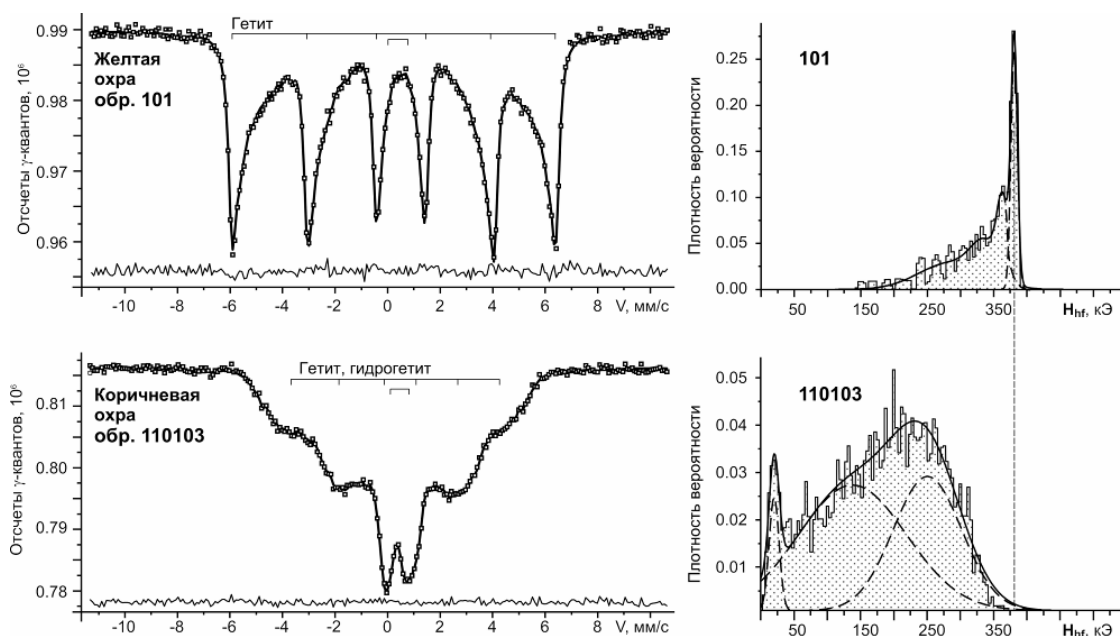 Гетит
Желтая
охра
обр. 101
Отсчеты γ-квантов, 10⁶
0.99
0.98
0.97
0.96
-10 -8 -6 -4 -2 0 2 4 6 8 V, мм/с
101
Плотность вероятности
0.25
0.20
0.15
0.10
0.05
0.00
50 150 250 350 Hhf, кЭ
Гетит, гидрогетит
Коричневая
охра
обр. 110103
Отсчеты γ-квантов, 10⁶
0.81
0.80
0.79
0.78
-10 -8 -6 -4 -2 0 2 4 6 8 V, мм/с
110103
Плотность вероятности
0.05
0.04
0.03
0.02
0.01
50 150 250 350 Hhf, кЭ